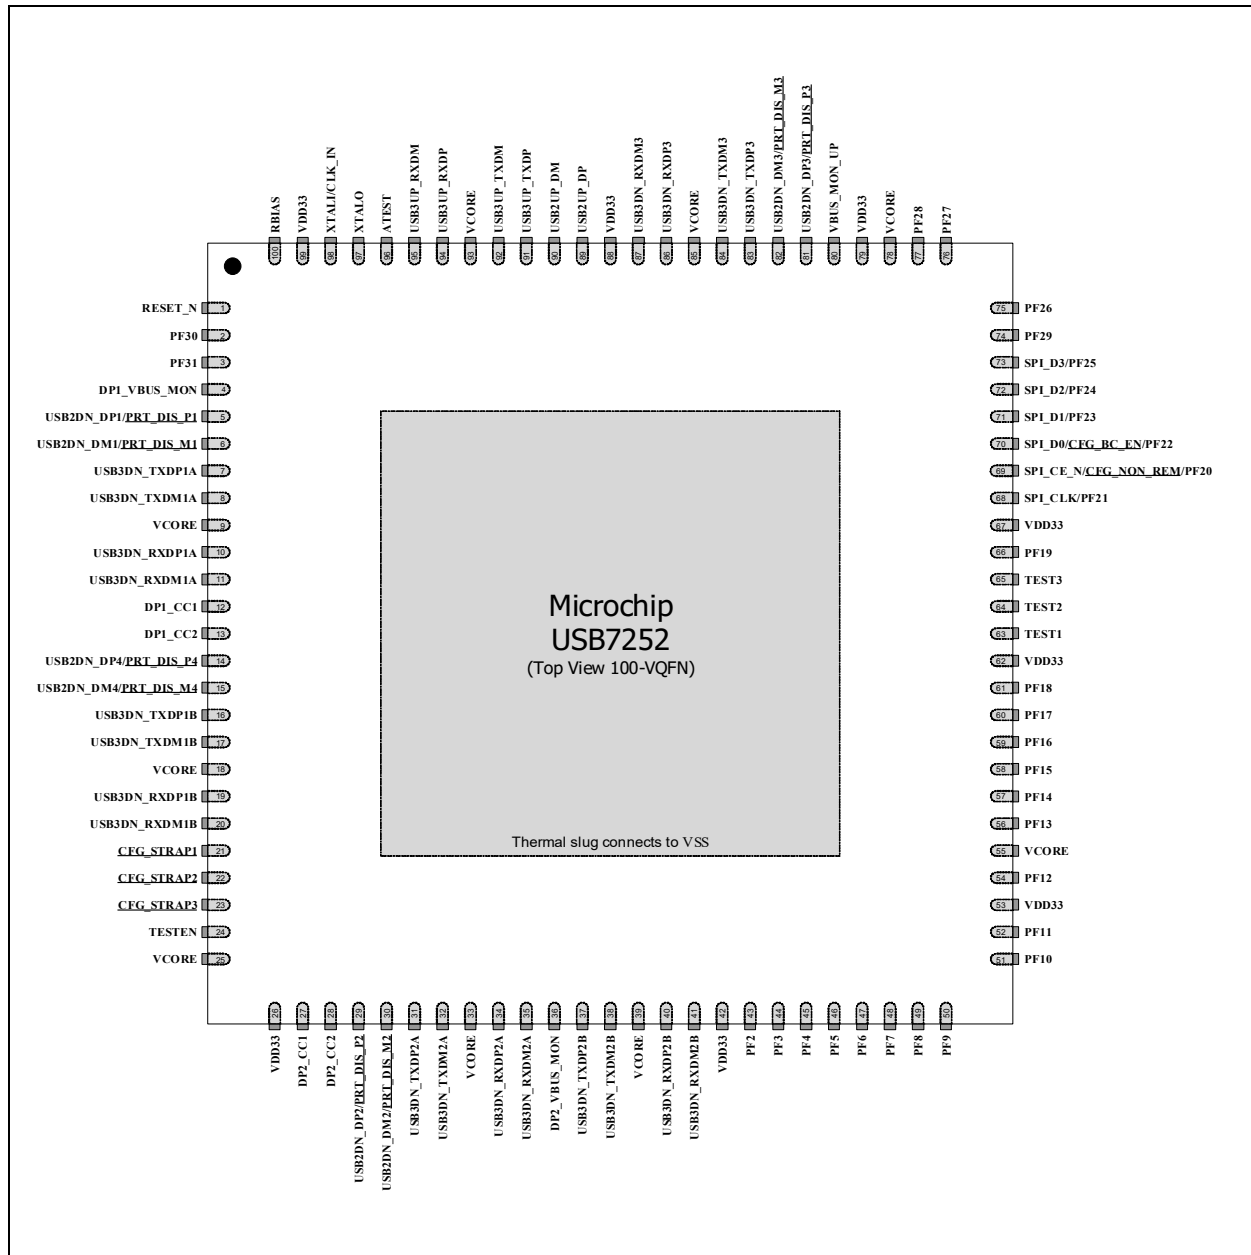 RBIAS
VDD33
XTALI/CLK_IN
XTALO
ATEST
USB3UP_RXDM
USB3UP_RXDP
VCORE
USB3UP_TXDM
USB3UP_TXDP
USB2UP_DM
USB2UP_DP
VDD33
USB3DN_RXDM3
USB3DN_RXDP3
VCORE
USB3DN_TXDM3
USB3DN_TXDP3
USB2DN_DM3/PRT_DIS_M3
USB2DN_DP3/PRT_DIS_P3
VBUS_MON_UP
VDD33
VCORE
PF28
PF27
100
99
98
97
96
95
94
93
92
91
90
89
88
87
86
85
84
83
82
81
80
79
78
77
76
RESET_N 1
PF30 2
PF31 3
DP1_VBUS_MON 4
USB2DN_DP1/PRT_DIS_P1 5
USB2DN_DM1/PRT_DIS_M1 6
USB3DN_TXDP1A 7
USB3DN_TXDM1A 8
VCORE 9
USB3DN_RXDP1A 10
USB3DN_RXDM1A 11
DP1_CC1 12
DP1_CC2 13
USB2DN_DP4/PRT_DIS_P4 14
USB2DN_DM4/PRT_DIS_M4 15
USB3DN_TXDP1B 16
USB3DN_TXDM1B 17
VCORE 18
USB3DN_RXDP1B 19
USB3DN_RXDM1B 20
CFG_STRAP1 21
CFG_STRAP2 22
CFG_STRAP3 23
TESTEN 24
VCORE 25
Microchip
USB7252
(Top View 100-VQFN)
Thermal slug connects to VSS
75 PF26
74 PF29
73 SPI_D3/PF25
72 SPI_D2/PF24
71 SPI_D1/PF23
70 SPI_D0/CFG_BC_EN/PF22
69 SPI_CE_N/CFG_NON_REM/PF20
68 SPI_CLK/PF21
67 VDD33
66 PF19
65 TEST3
64 TEST2
63 TEST1
62 VDD33
61 PF18
60 PF17
59 PF16
58 PF15
57 PF14
56 PF13
55 VCORE
54 PF12
53 VDD33
52 PF11
51 PF10
26
27
28
29
30
31
32
33
34
35
36
37
38
39
40
41
42
43
44
45
46
47
48
49
50
VDD33
DP2_CC1
DP2_CC2
USB2DN_DP2/PRT_DIS_P2
USB2DN_DM2/PRT_DIS_M2
USB3DN_TXDP2A
USB3DN_TXDM2A
VCORE
USB3DN_RXDP2A
USB3DN_RXDM2A
DP2_VBUS_MON
USB3DN_TXDP2B
USB3DN_TXDM2B
VCORE
USB3DN_RXDP2B
USB3DN_RXDM2B
VDD33
PF2
PF3
PF4
PF5
PF6
PF7
PF8
PF9